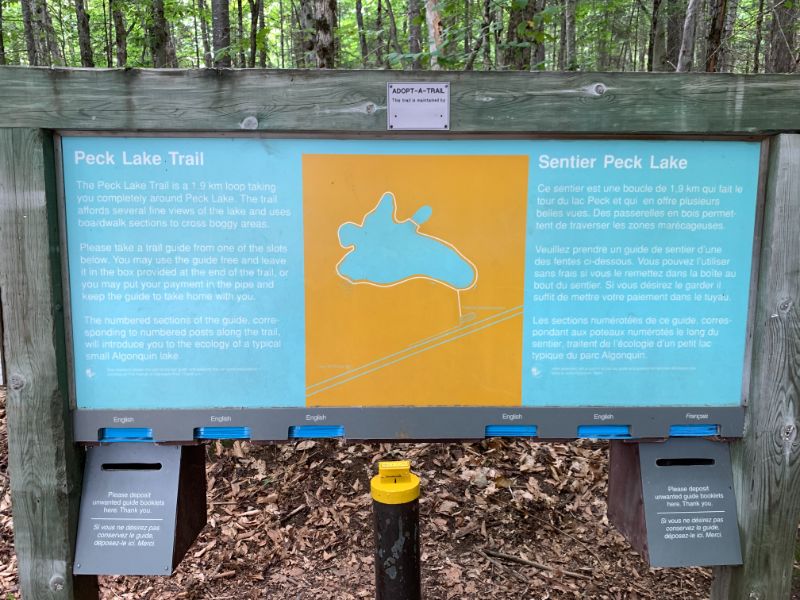 ADOPT-A-TRAIL
This trail is maintained by
Peck Lake Trail
The Peck Lake Trail is a 1.9 km loop taking
you completely around Peck Lake. The trail
affords several fine views of the lake and uses
boardwalk sections to cross boggy areas.
Please take a trail guide from one of the slots
below. You may use the guide free and leave
it in the box provided at the end of the trail, or
you may put your payment in the pipe and
keep the guide to take home with you.
The numbered sections of the guide, corre-
sponding to numbered posts along the trail,
will introduce you to the ecology of a typical
small Algonquin lake.
Sentier Peck Lake
Ce sentier est une boucle de 1,9 km qui fait le
tour du lac Peck et qui en offre plusieurs
belles vues. Des passerelles en bois permet-
tent de traverser les zones marécageuses.
Veuillez prendre un guide de sentier d'une
des fentes ci-dessous. Vous pouvez l'utiliser
sans frais si vous le remettez dans la boîte au
bout du sentier. Si vous désirez le garder il
suffit de mettre votre paiement dans le tuyau.
Les sections numérotées de ce guide, corres-
pondant aux poteaux numérotés le long du
sentier, traitent de l'écologie d'un petit lac
typique du parc Algonquin.
English
English
English
English
English
Français
Please deposit
unwanted guide booklets
here. Thank you.
Si vous ne désirez pas
conservez le guide,
déposez-le ici. Merci
Please deposit
unwanted guide booklets
here. Thank you.
Si vous ne désirez pas
conservez le guide,
déposez-le ici. Merci.